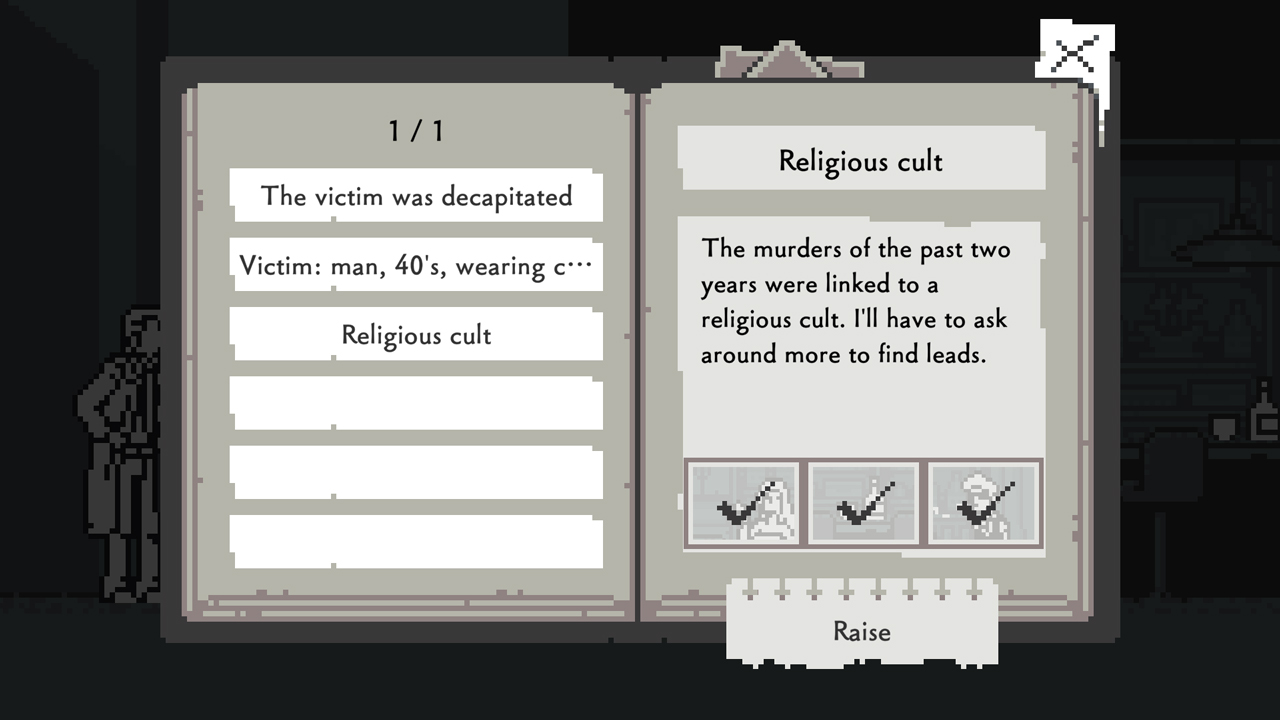 1 / 1
The victim was decapitated
Victim: man, 40's, wearing c···
Religious cult
Religious cult
The murders of the past two
years were linked to a
religious cult. I'll have to ask
around more to find leads.
Raise